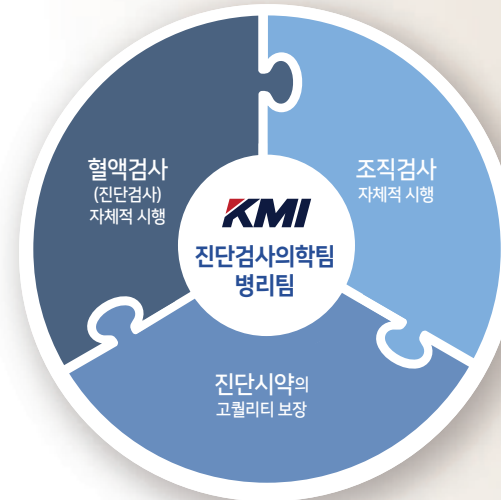 혈액검사
(진단검사)
자체적 시행
조직검사
자체적 시행
KMI
진단검사의학팀
병리팀
진단시약의
고퀄리티 보장